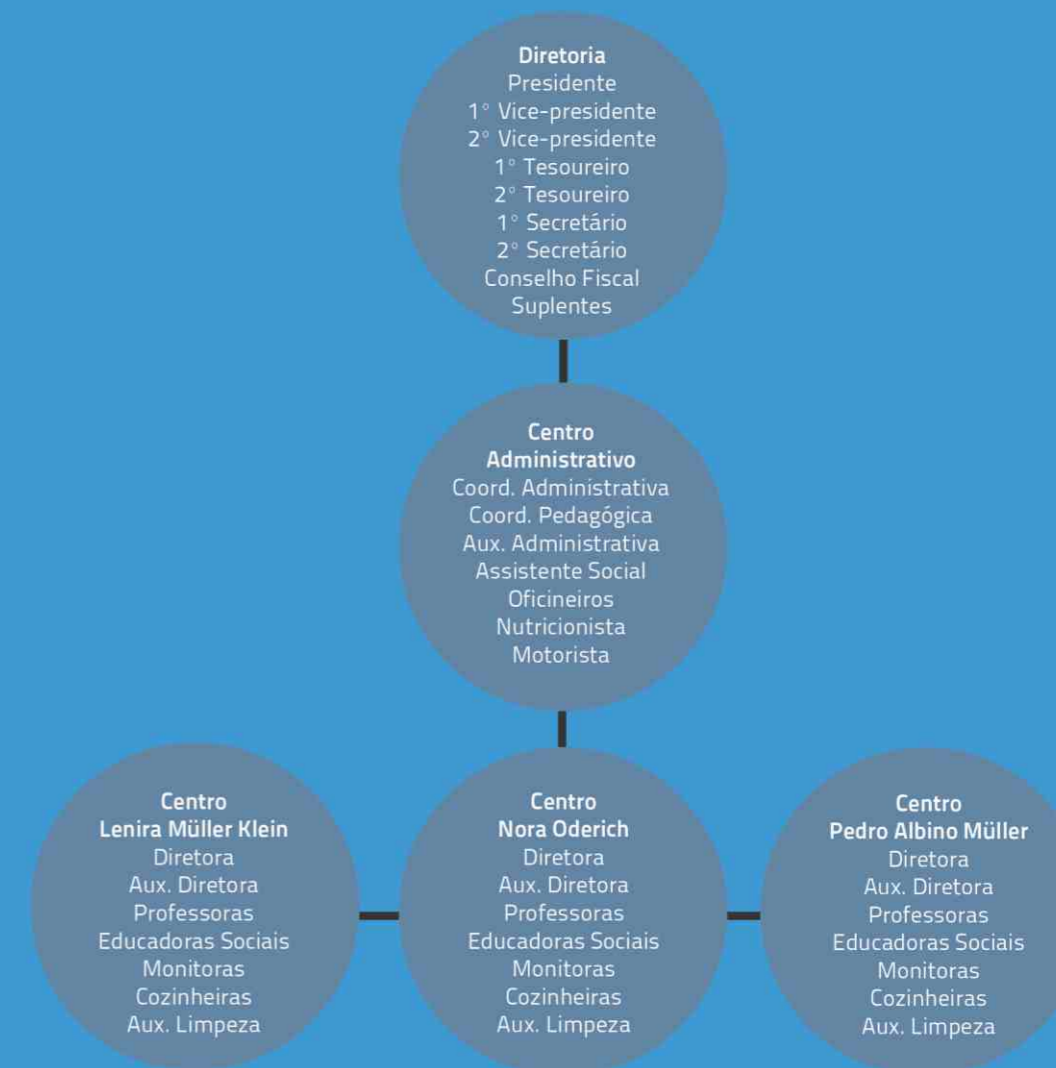 Diretoria
Presidente
1° Vice-presidente
2° Vice-presidente
1° Tesoureiro
2° Tesoureiro
1° Secretário
2° Secretário
Conselho Fiscal
Suplentes
Centro
Administrativo
Coord. Administrativa
Coord. Pedagógica
Aux. Administrativa
Assistente Social
Oficineiros
Nutricionista
Motorista
Centro
Lenira Müller Klein
Diretora
Aux. Diretora
Professoras
Educadoras Sociais
Monitoras
Cozinheiras
Aux. Limpeza
Centro
Nora Oderich
Diretora
Aux. Diretora
Professoras
Educadoras Sociais
Monitoras
Cozinheiras
Aux. Limpeza
Centro
Pedro Albino Müller
Diretora
Aux. Diretora
Professoras
Educadoras Sociais
Monitoras
Cozinheiras
Aux. Limpeza